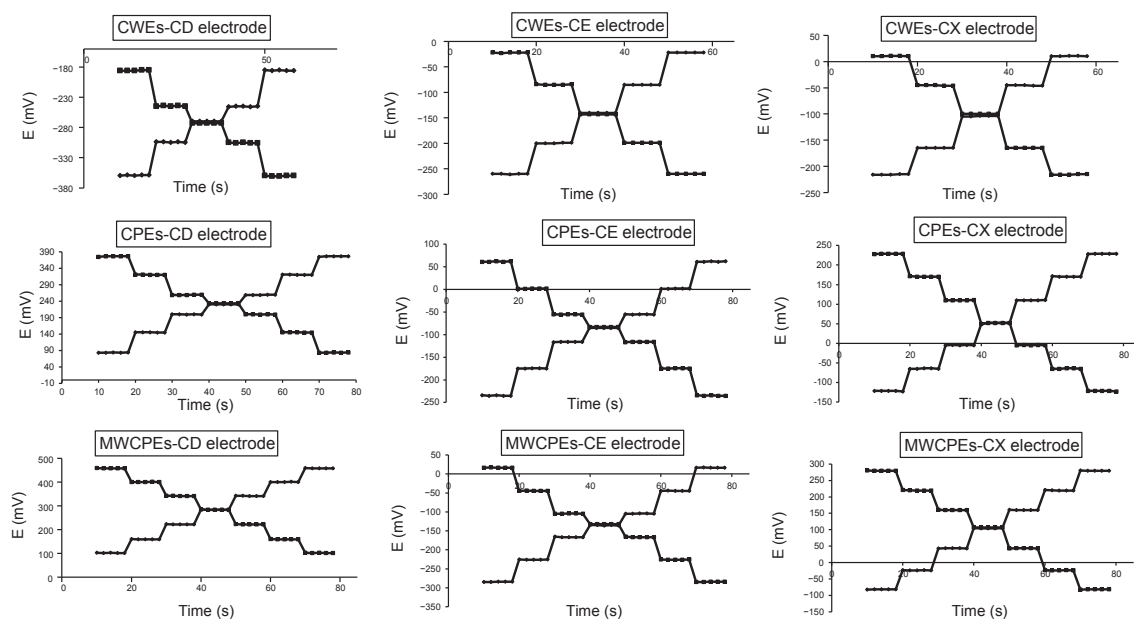 CWEs-CD electrode
0 50
−180
−230
−280
−330
−380
E (mV)
Time (s)
CWEs-CE electrode
0
−50
−100
−150
−200
−250
−300
0 20 40 60
E (mV)
Time (s)
CWEs-CX electrode
50
0
−50
−100
−150
−200
−250
0 20 40 60
E (mV)
Time (s)
CPEs-CD electrode
390
340
290
240
190
140
90
40
−10
0 10 20 30 40 50 60 70 80
E (mV)
Time (s)
CPEs-CE electrode
100
50
0
−50
−100
−150
−200
−250
0 20 40 60 80
E (mV)
Time (s)
CPEs-CX electrode
250
200
150
100
50
0
−50
−100
−150
0 20 40 60 80
E (mV)
Time (s)
MWCPEs-CD electrode
500
400
300
200
100
0
0 20 40 60 80
E (mV)
Time (s)
MWCPEs-CE electrode
50
0
−50
−100
−150
−200
−250
−300
−350
0 20 40 60 80
E (mV)
Time (s)
MWCPEs-CX electrode
300
250
200
150
100
50
0
−50
−100
−150
0 20 40 60 80
E (mV)
Time (s)